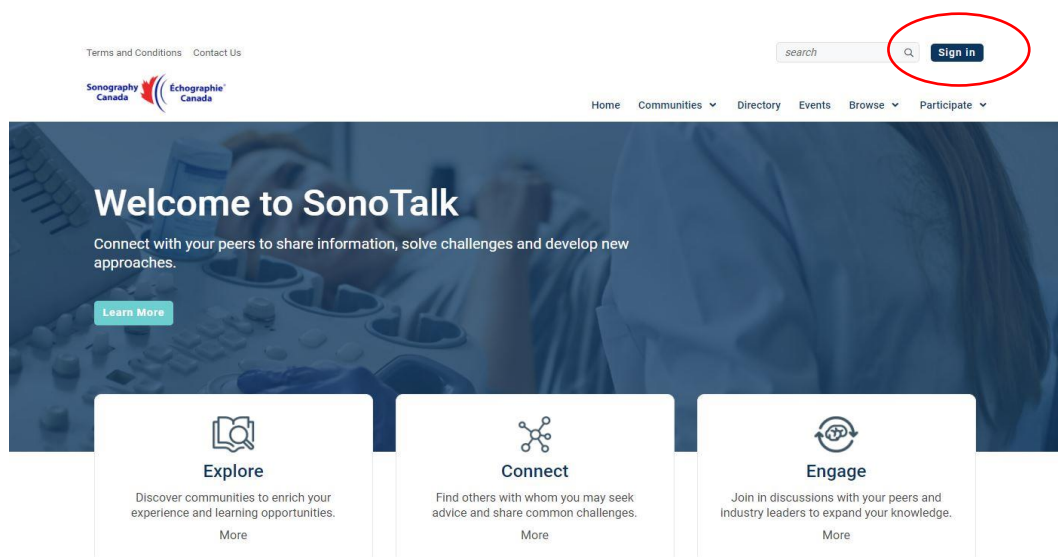 Terms and Conditions Contact Us
search
Sign in
Sonography Canada
Échographie Canada
Home Communities Directory Events Browse Participate
Welcome to SonoTalk
Connect with your peers to share information, solve challenges and develop new
approaches.
Learn More
Explore
Discover communities to enrich your
experience and learning opportunities.
More
Connect
Find others with whom you may seek
advice and share common challenges.
More
Engage
Join in discussions with your peers and
industry leaders to expand your knowledge.
More